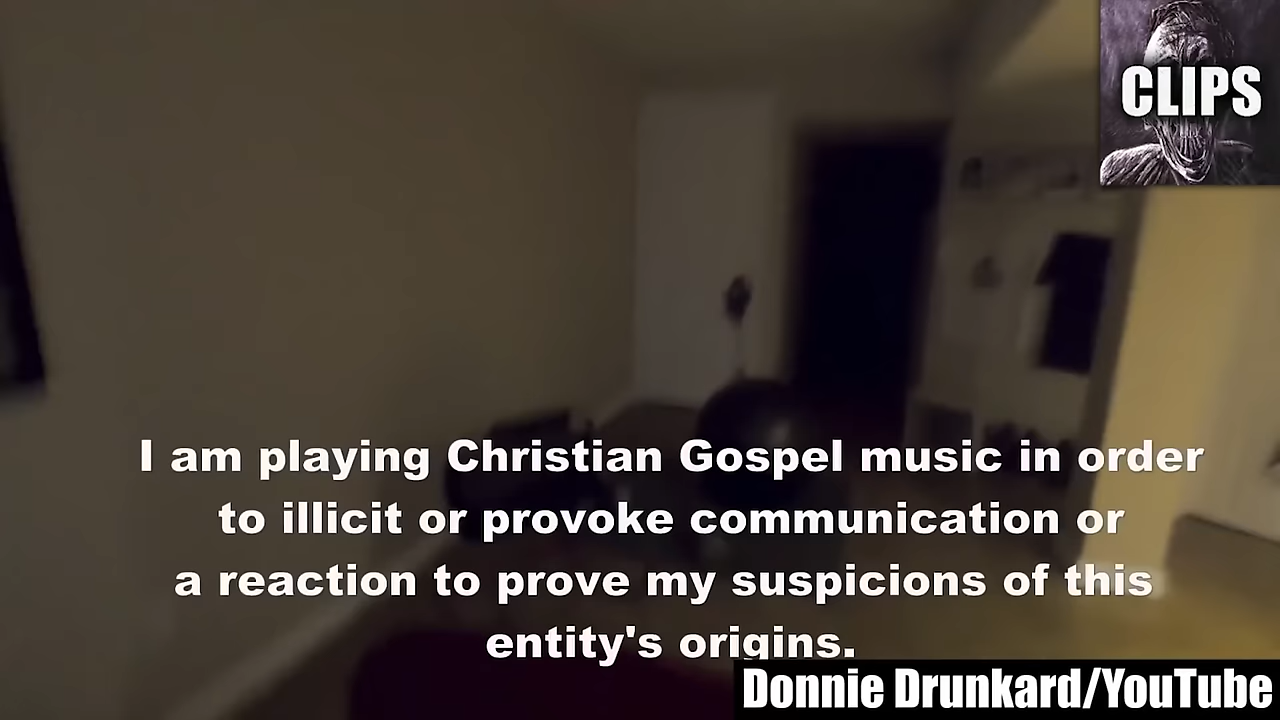 CLIPS
I am playing Christian Gospel music in order
to illicit or provoke communication or
a reaction to prove my suspicions of this
entity's origins.
Donnie Drunkard/YouTube